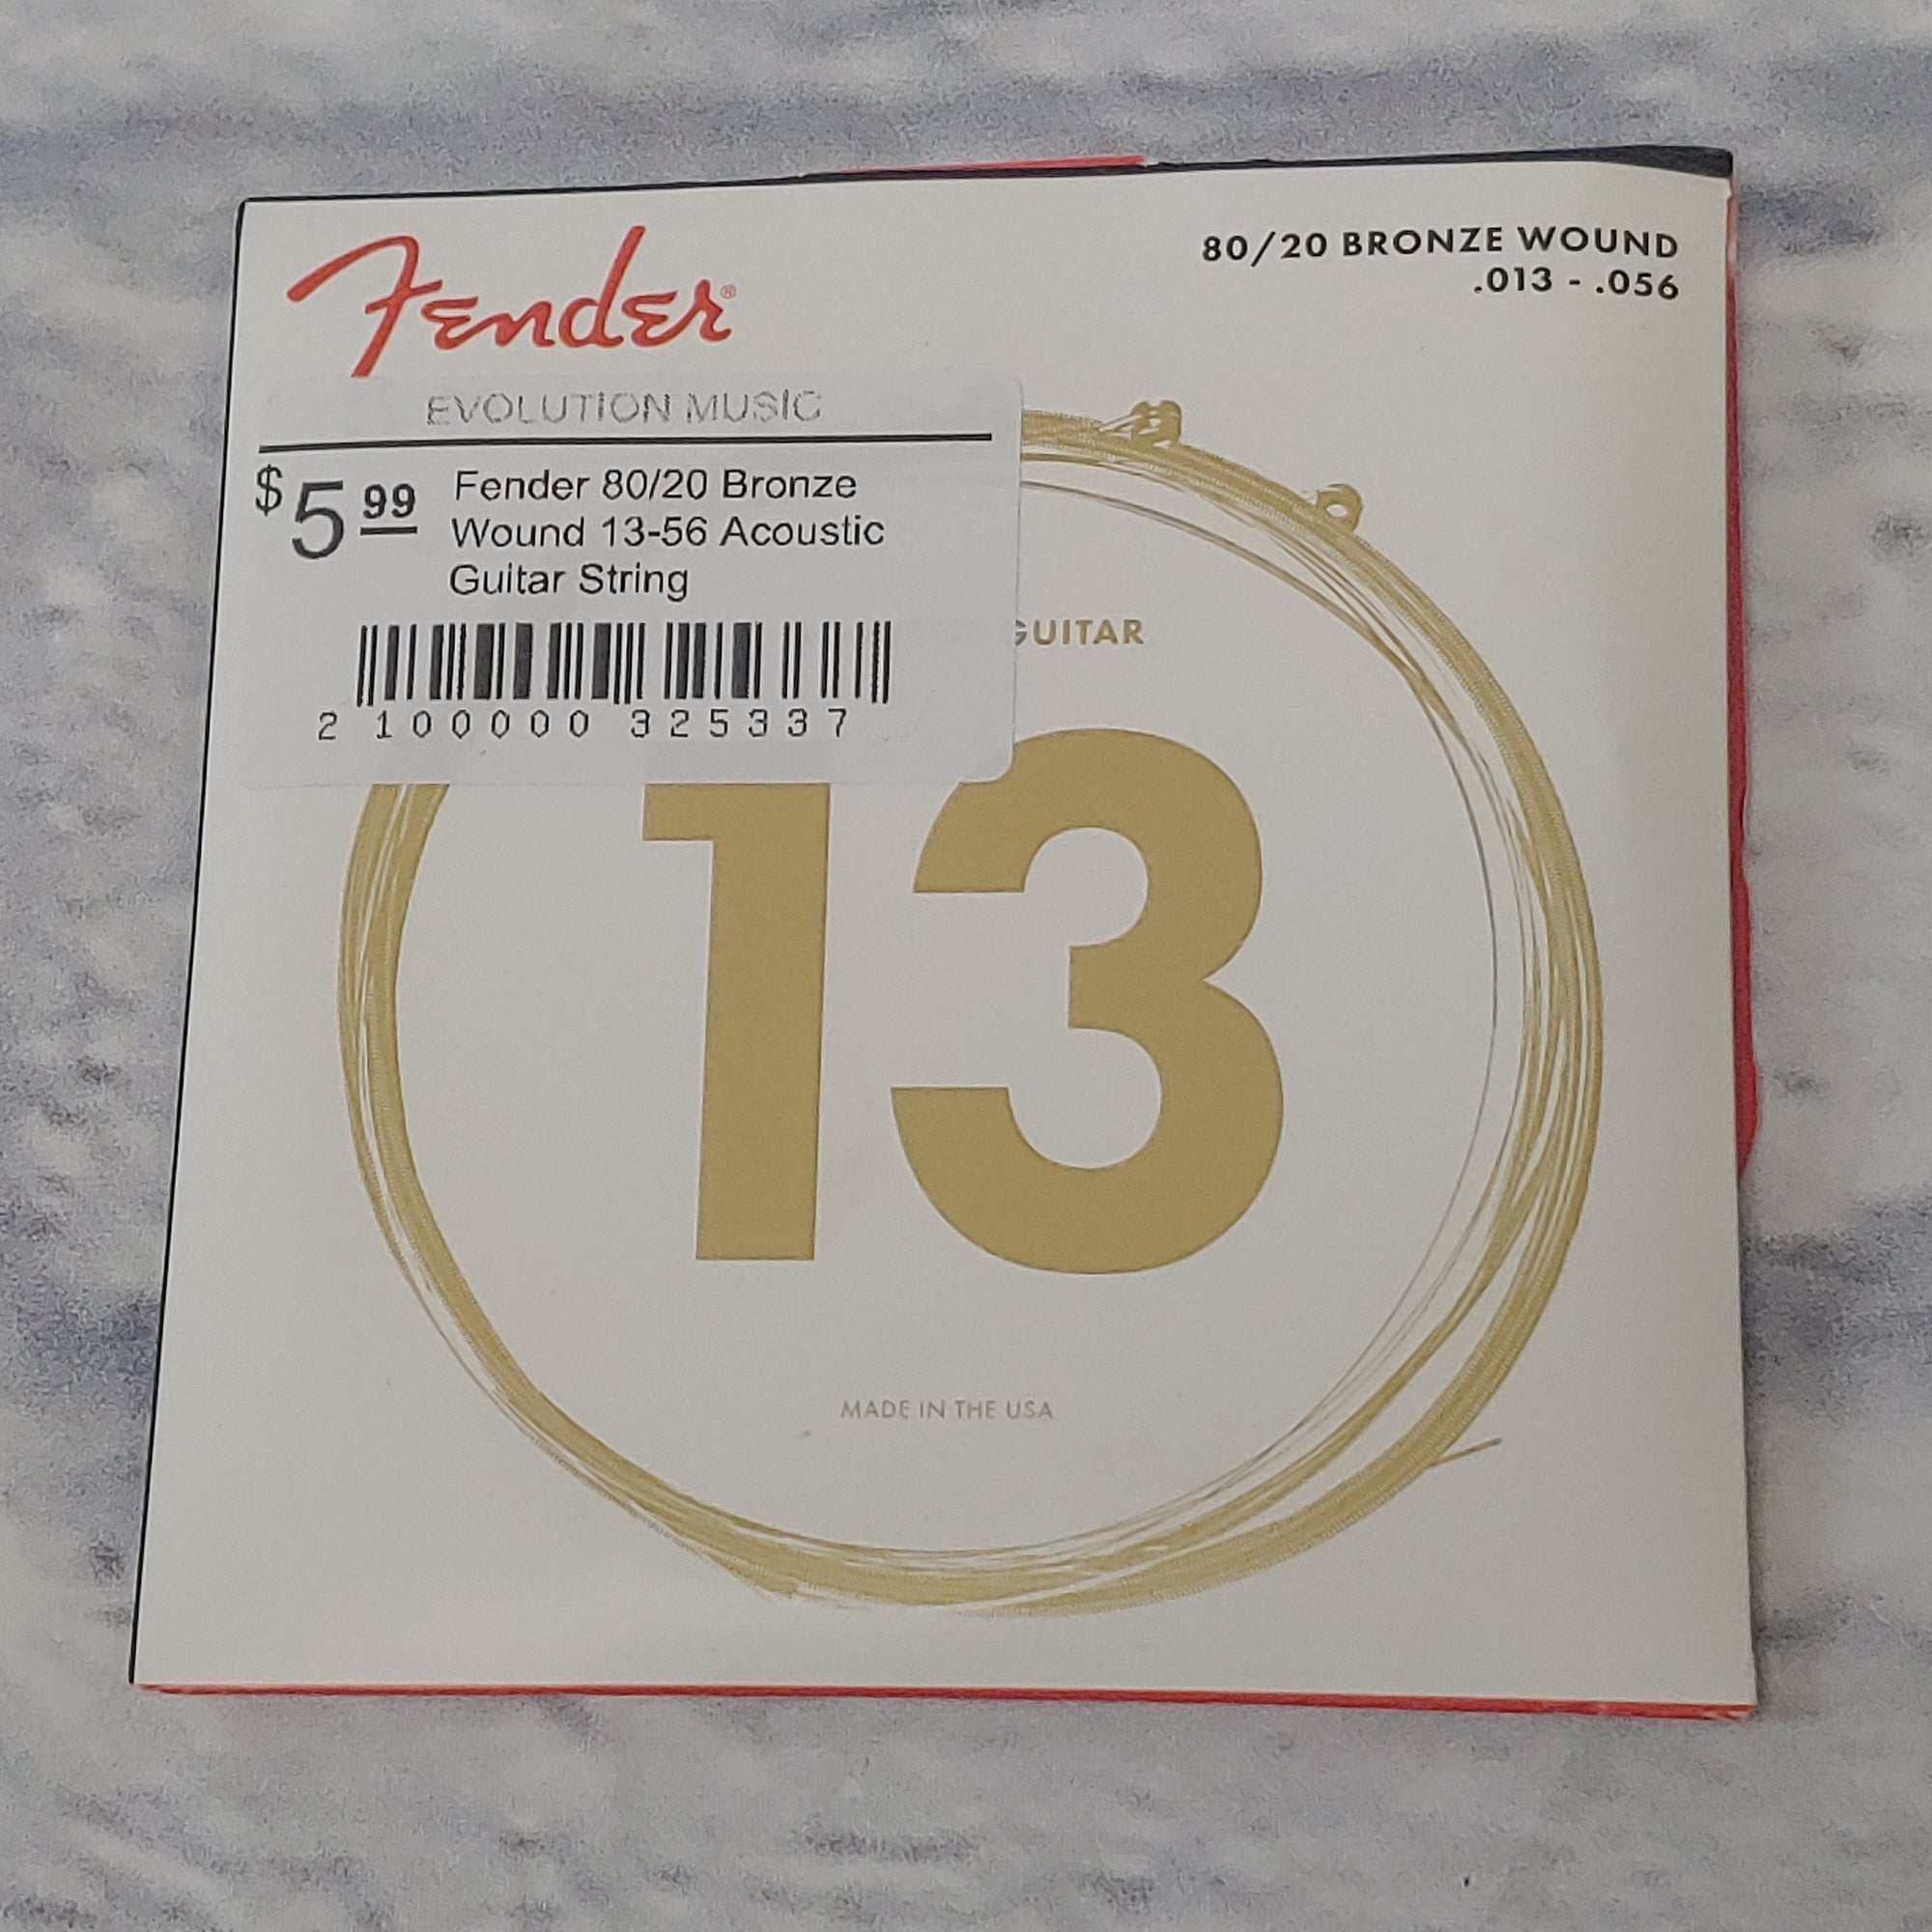 Fender®
80/20 BRONZE WOUND
.013 - .056
EVOLUTION MUSIC
$5 99
Fender 80/20 Bronze
Wound 13-56 Acoustic
Guitar String
2 100000 325337
GUITAR
13
MADE IN THE USA